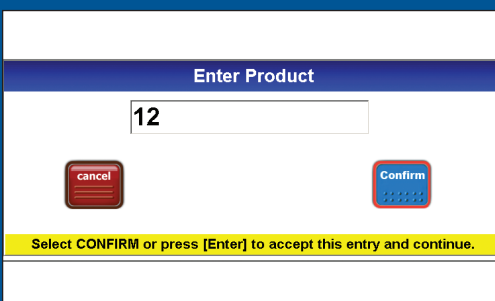 Enter Product
12
cancel
Confirm
Select CONFIRM or press [Enter] to accept this entry and continue.